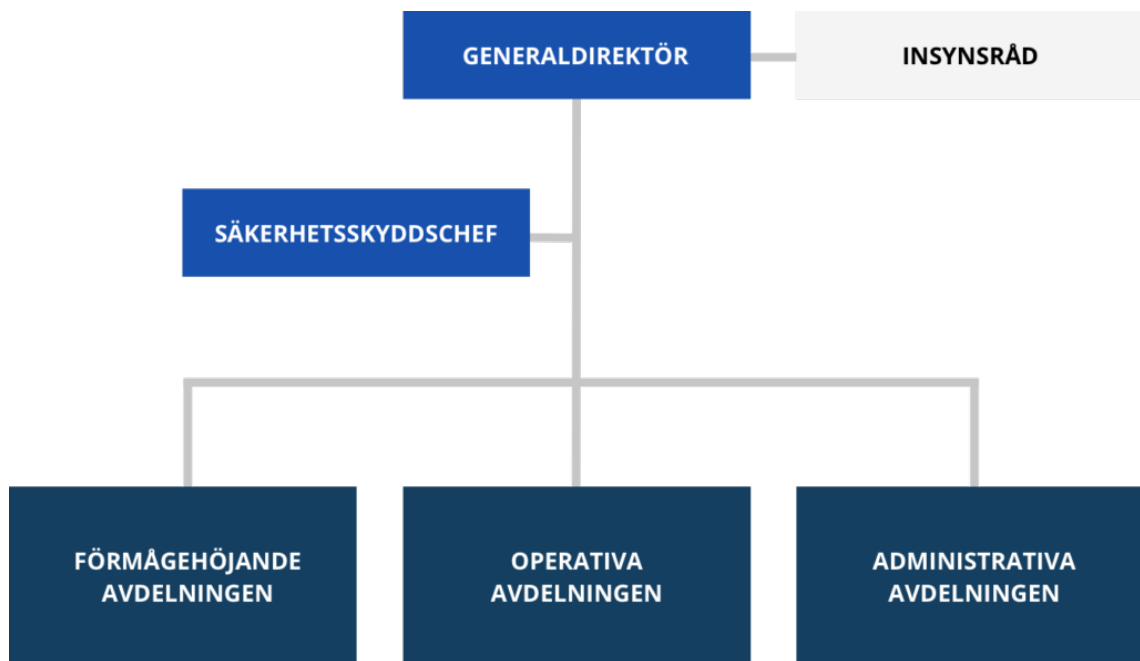 GENERALDIREKTÖR
INSYNSRÅD
SÄKERHETSSKYDDSCHEF
FÖRMÅGEHÖJANDE
AVDELNINGEN
OPERATIVA
AVDELNINGEN
ADMINISTRATIVA
AVDELNINGEN